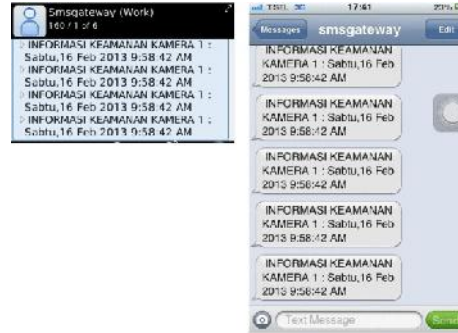 Smsgateway (Work)
160 / 1 of 6
INFORMASI KEAMANAN KAMERA 1 :
Sabtu,16 Feb 2013 9:58:42 AM
INFORMASI KEAMANAN KAMERA 1 :
Sabtu,16 Feb 2013 9:58:42 AM
INFORMASI KEAMANAN KAMERA 1 :
Sabtu,16 Feb 2013 9:58:42 AM
INFORMASI KEAMANAN KAMERA 1 :
Sabtu,16 Feb 2013 9:58:42 AM
TSEL 3G 17:41
Messages smsgateway Edit
INFORMASI KEAMANAN
KAMERA 1 : Sabtu,16 Feb
2013 9:58:42 AM
INFORMASI KEAMANAN
KAMERA 1 : Sabtu,16 Feb
2013 9:58:42 AM
INFORMASI KEAMANAN
KAMERA 1 : Sabtu,16 Feb
2013 9:58:42 AM
INFORMASI KEAMANAN
KAMERA 1 : Sabtu,16 Feb
2013 9:58:42 AM
INFORMASI KEAMANAN
KAMERA 1 : Sabtu,16 Feb
2013 9:58:42 AM
Text Message Send